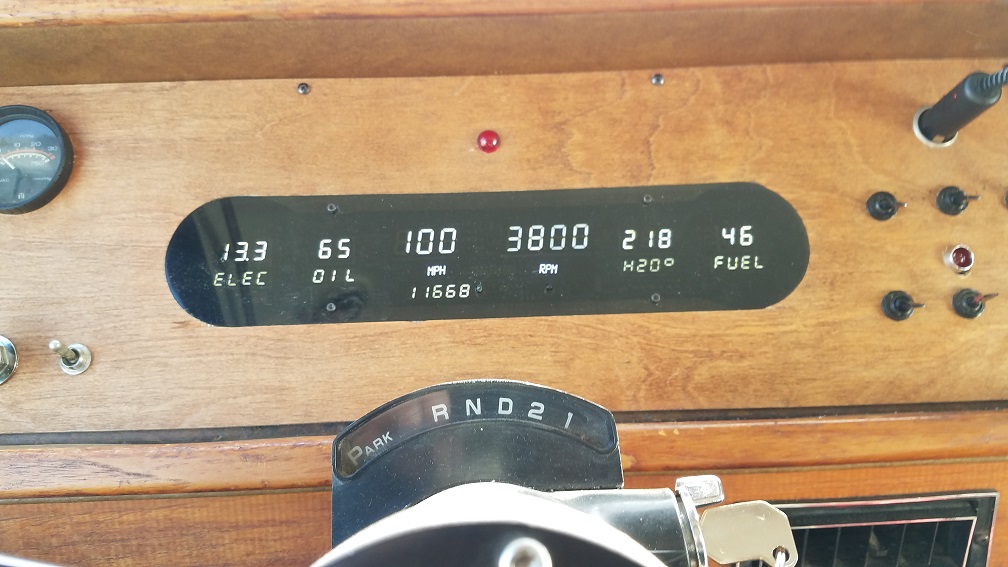 13.3 65 100 3800 218 46
ELEC OIL MPH RPM H2O° FUEL
11668
PARK R N D 2 1